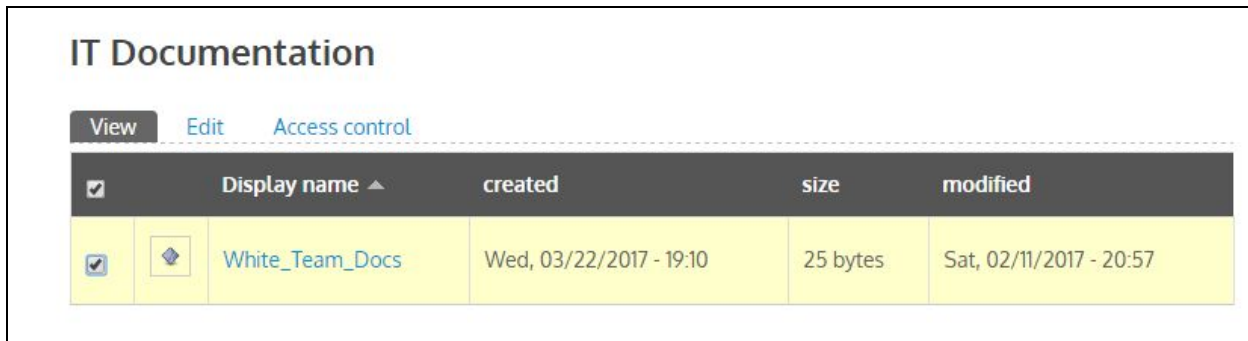 IT Documentation
View Edit Access control
Display name created size modified
White_Team_Docs Wed, 03/22/2017 - 19:10 25 bytes Sat, 02/11/2017 - 20:57